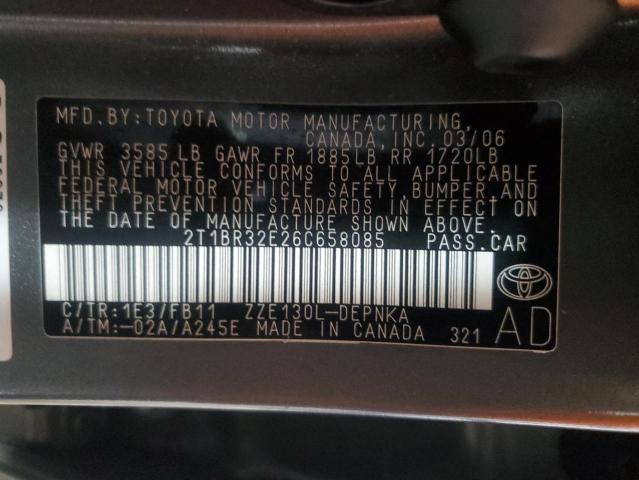 MFD. BY: TOYOTA MOTOR MANUFACTURING,
CANADA, INC. 03/06
GVWR 3585 LB GAWR FR 1885LB RR 1720LB
THIS VEHICLE CONFORMS TO ALL APPLICABLE
FEDERAL MOTOR VEHICLE SAFETY, BUMPER AND
THEFT PREVENTION STANDARDS IN EFFECT ON
THE DATE OF MANUFACTURE SHOWN ABOVE.
2T1BR32E26C658085 PASS. CAR
C/TR: 1E3/FB11 ZZE130L-DEPNKA
A/TM: -02A/A245E MADE IN CANADA 321
AD